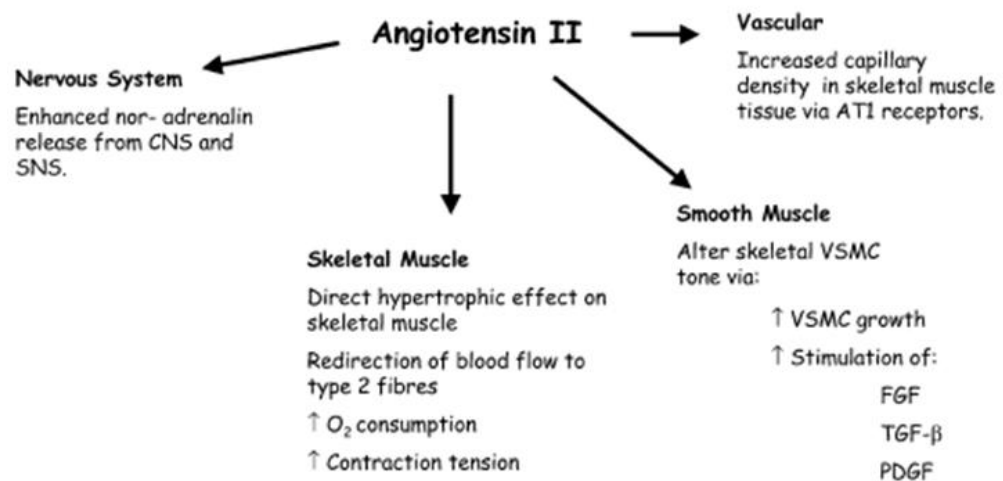 Angiotensin II
Nervous System
Enhanced nor- adrenalin
release from CNS and
SNS.
Skeletal Muscle
Direct hypertrophic effect on
skeletal muscle
Redirection of blood flow to
type 2 fibres
↑ O₂ consumption
↑ Contraction tension
Smooth Muscle
Alter skeletal VSMC
tone via:
↑ VSMC growth
↑ Stimulation of:
FGF
TGF-β
PDGF
Vascular
Increased capillary
density in skeletal muscle
tissue via AT1 receptors.